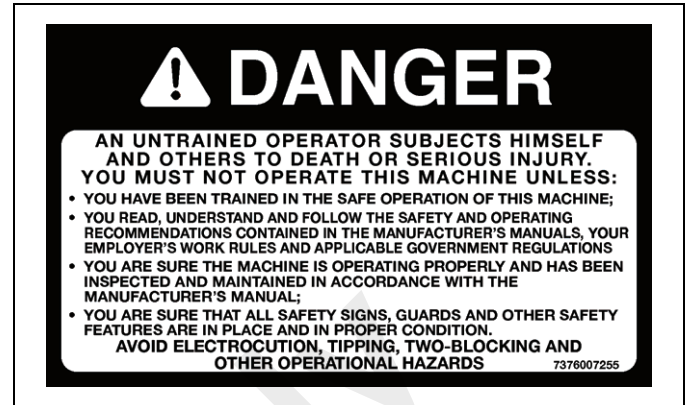 DANGER
AN UNTRAINED OPERATOR SUBJECTS HIMSELF
AND OTHERS TO DEATH OR SERIOUS INJURY.
YOU MUST NOT OPERATE THIS MACHINE UNLESS:
• YOU HAVE BEEN TRAINED IN THE SAFE OPERATION OF THIS MACHINE;
• YOU READ, UNDERSTAND AND FOLLOW THE SAFETY AND OPERATING
RECOMMENDATIONS CONTAINED IN THE MANUFACTURER'S MANUALS, YOUR
EMPLOYER'S WORK RULES AND APPLICABLE GOVERNMENT REGULATIONS
• YOU ARE SURE THE MACHINE IS OPERATING PROPERLY AND HAS BEEN
INSPECTED AND MAINTAINED IN ACCORDANCE WITH THE
MANUFACTURER'S MANUAL;
• YOU ARE SURE THAT ALL SAFETY SIGNS, GUARDS AND OTHER SAFETY
FEATURES ARE IN PLACE AND IN PROPER CONDITION.
AVOID ELECTROCUTION, TIPPING, TWO-BLOCKING AND
OTHER OPERATIONAL HAZARDS 7376007255